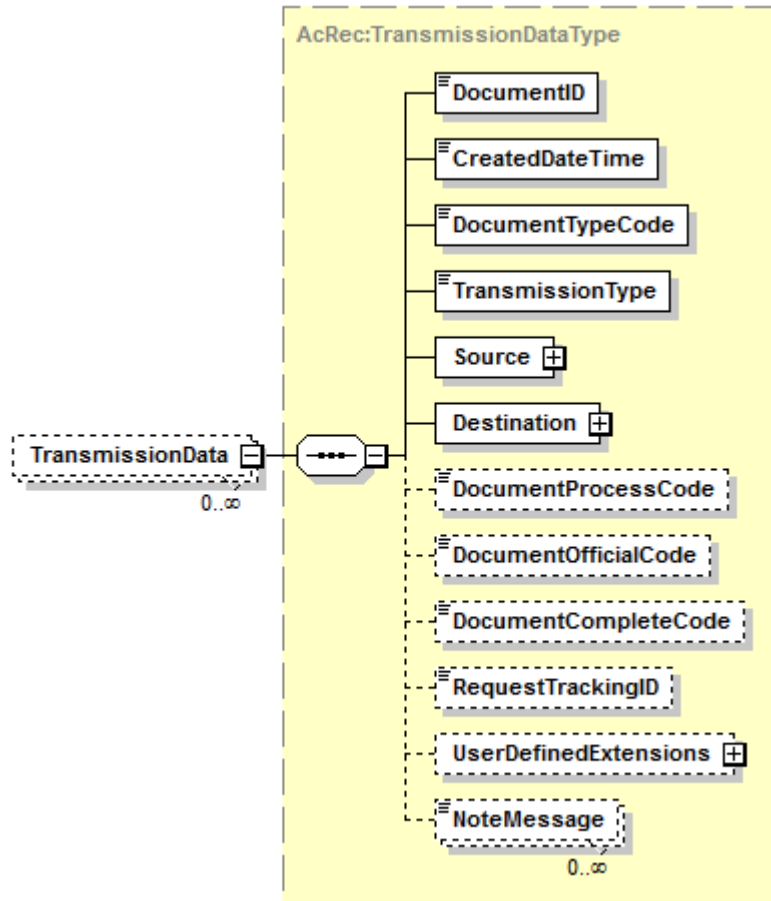 AcRec:TransmissionDataType
DocumentID
CreatedDateTime
DocumentTypeCode
TransmissionType
Source
Destination
TransmissionData
0..∞
DocumentProcessCode
DocumentOfficialCode
DocumentCompleteCode
RequestTrackingID
UserDefinedExtensions
NoteMessage
0..∞